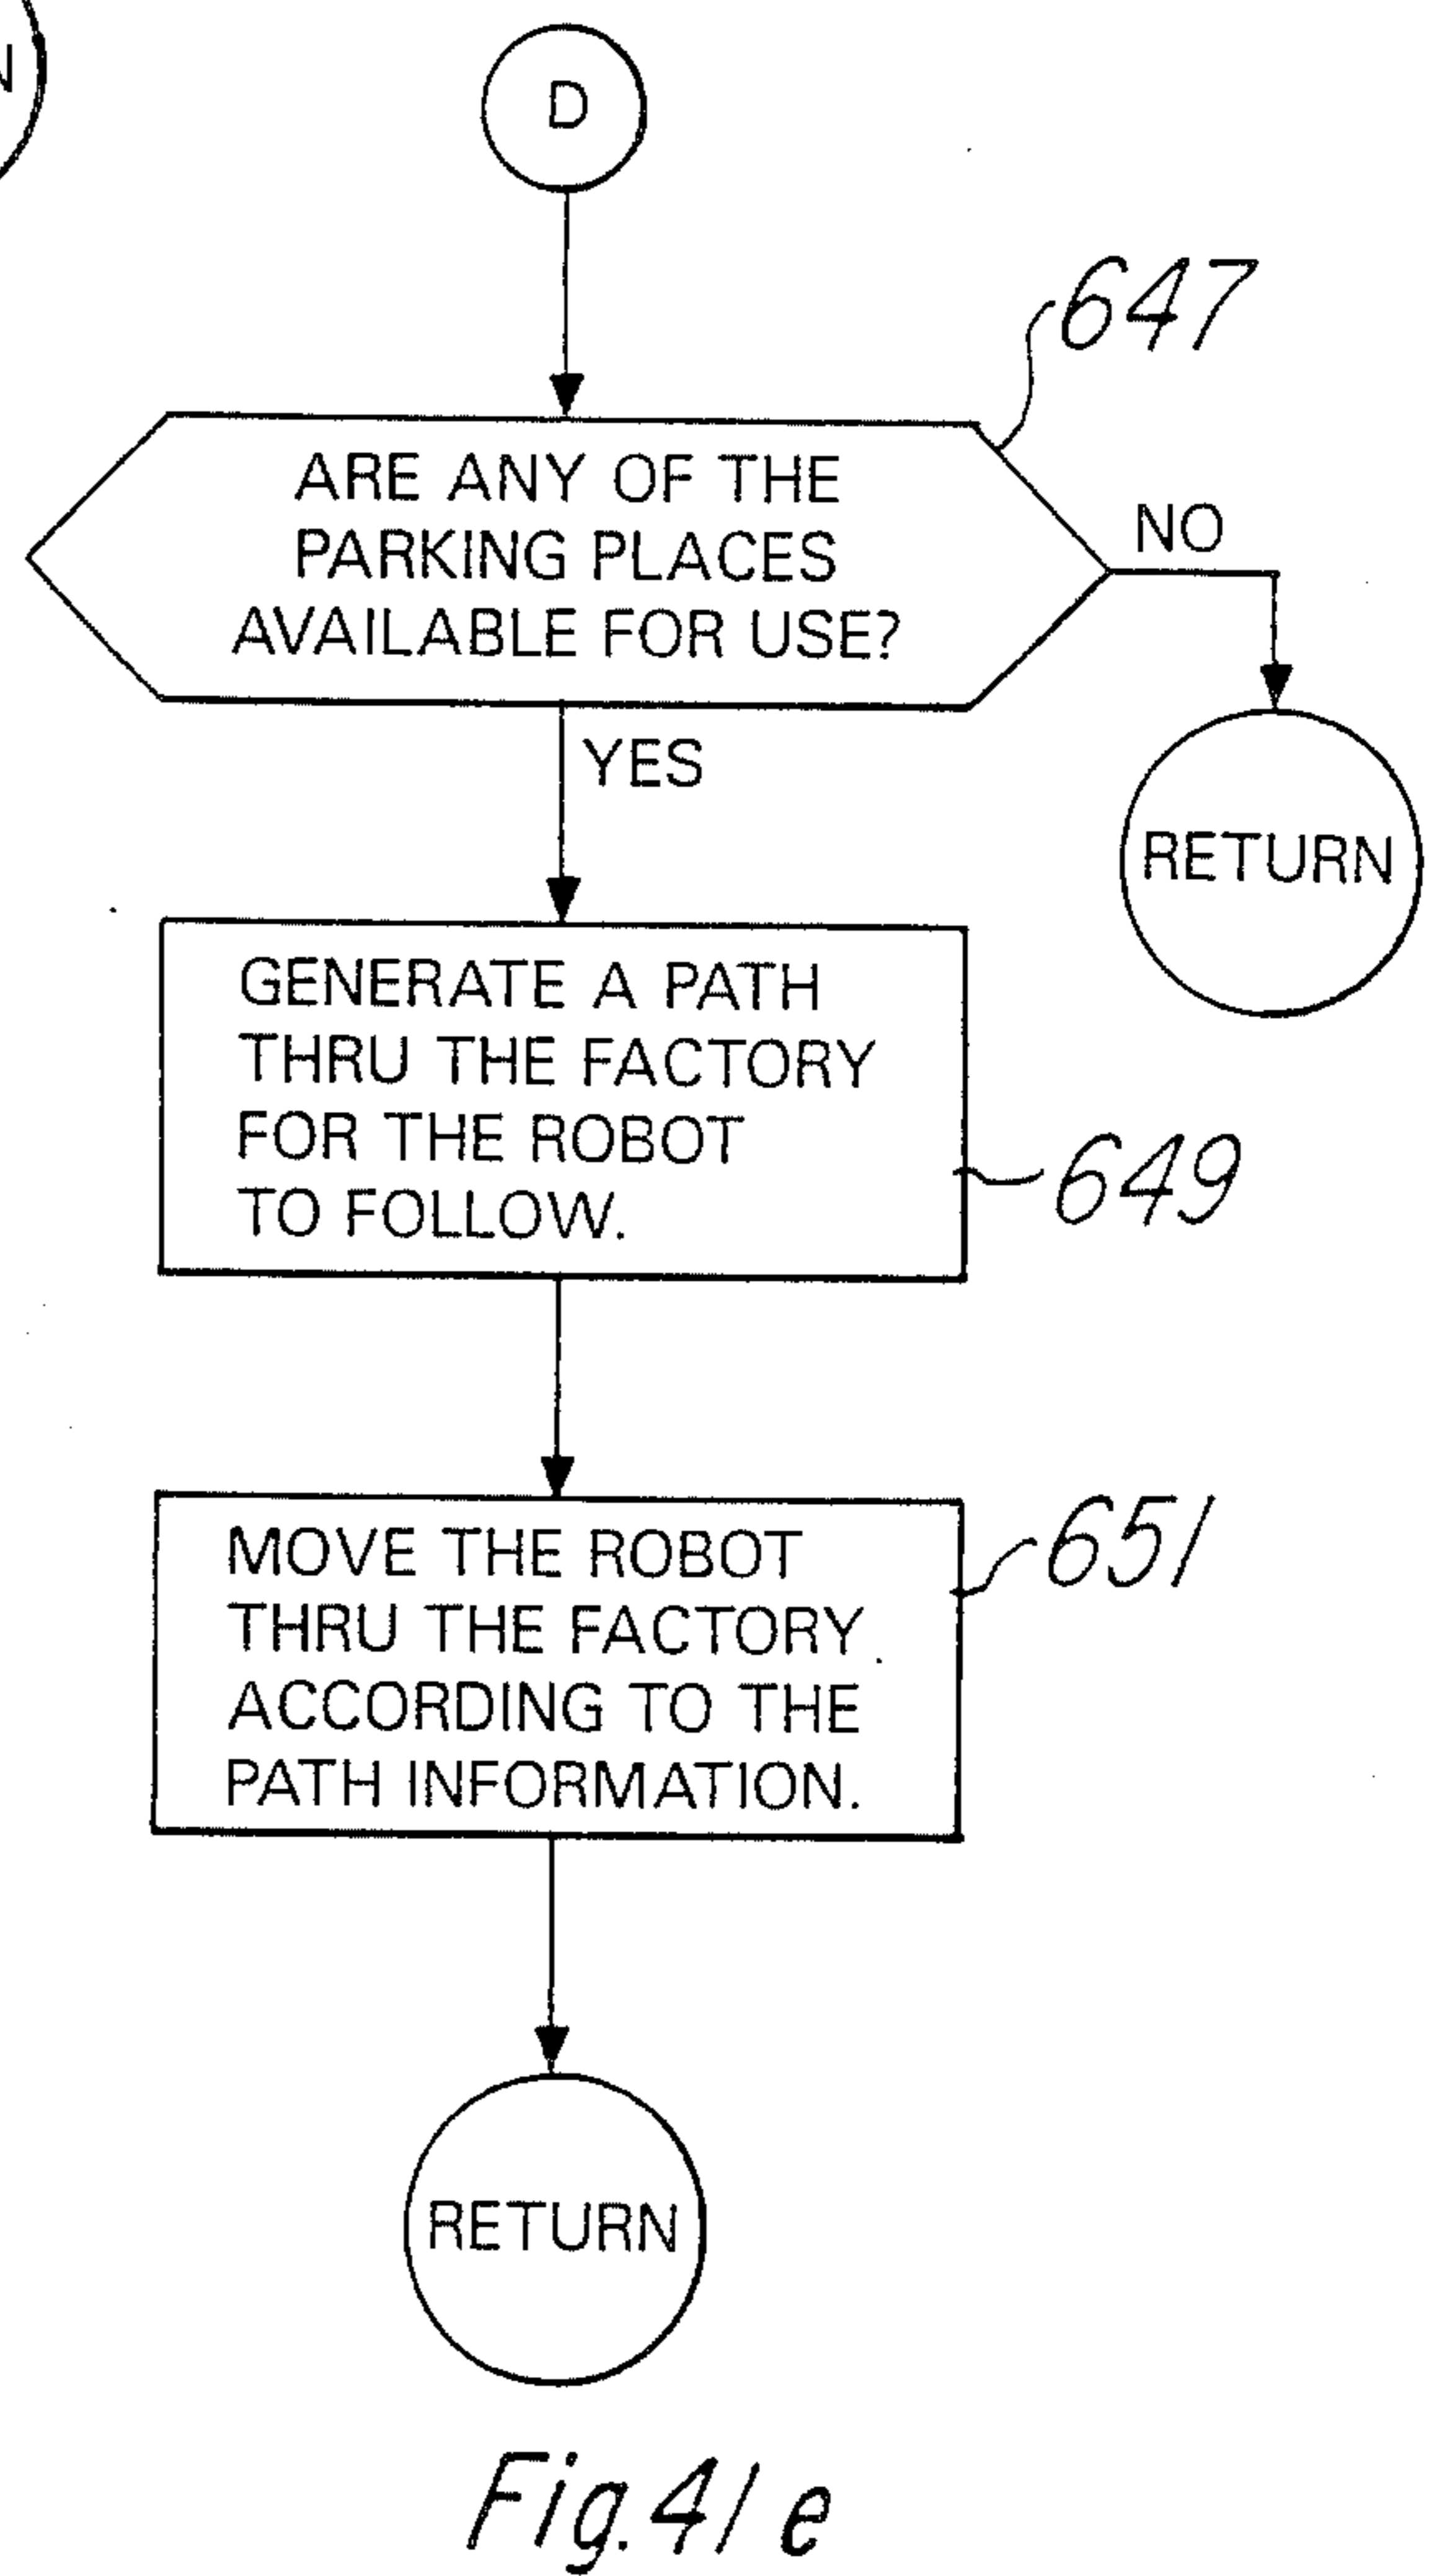 N
D
647
ARE ANY OF THE
PARKING PLACES
AVAILABLE FOR USE?
NO
YES
RETURN
GENERATE A PATH
THRU THE FACTORY
FOR THE ROBOT
TO FOLLOW.
649
MOVE THE ROBOT
THRU THE FACTORY
ACCORDING TO THE
PATH INFORMATION.
651
RETURN
Fig. 41e